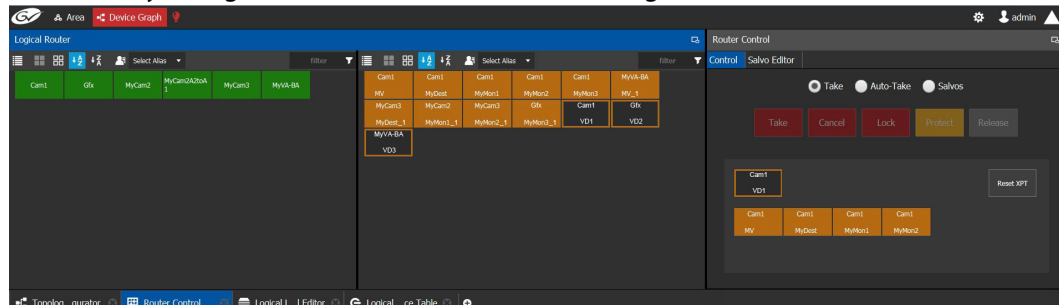 Area
Device Graph
admin
Logical Router
Router Control
Select Alias
filter
Select Alias
filter
Control
Salvo Editor
Cam1
Gfx
MyCam2
MyCam2A2toA
1
MyCam3
MyVA-BA
Cam1
MV
Cam1
MyDest
Cam1
MyMon1
Cam1
MyMon2
Cam1
MyMon3
MyVA-BA
MV_1
MyCam3
MyDest_1
MyCam2
MyMon1_1
MyCam3
MyMon2_1
Gfx
MyMon3_1
Cam1
VD1
Gfx
VD2
MyVA-BA
VD3
Take
Auto-Take
Salvos
Take
Cancel
Lock
Protect
Release
Cam1
VD1
Reset XPT
Cam1
MV
Cam1
MyDest
Cam1
MyMon1
Cam1
MyMon2
Router Control